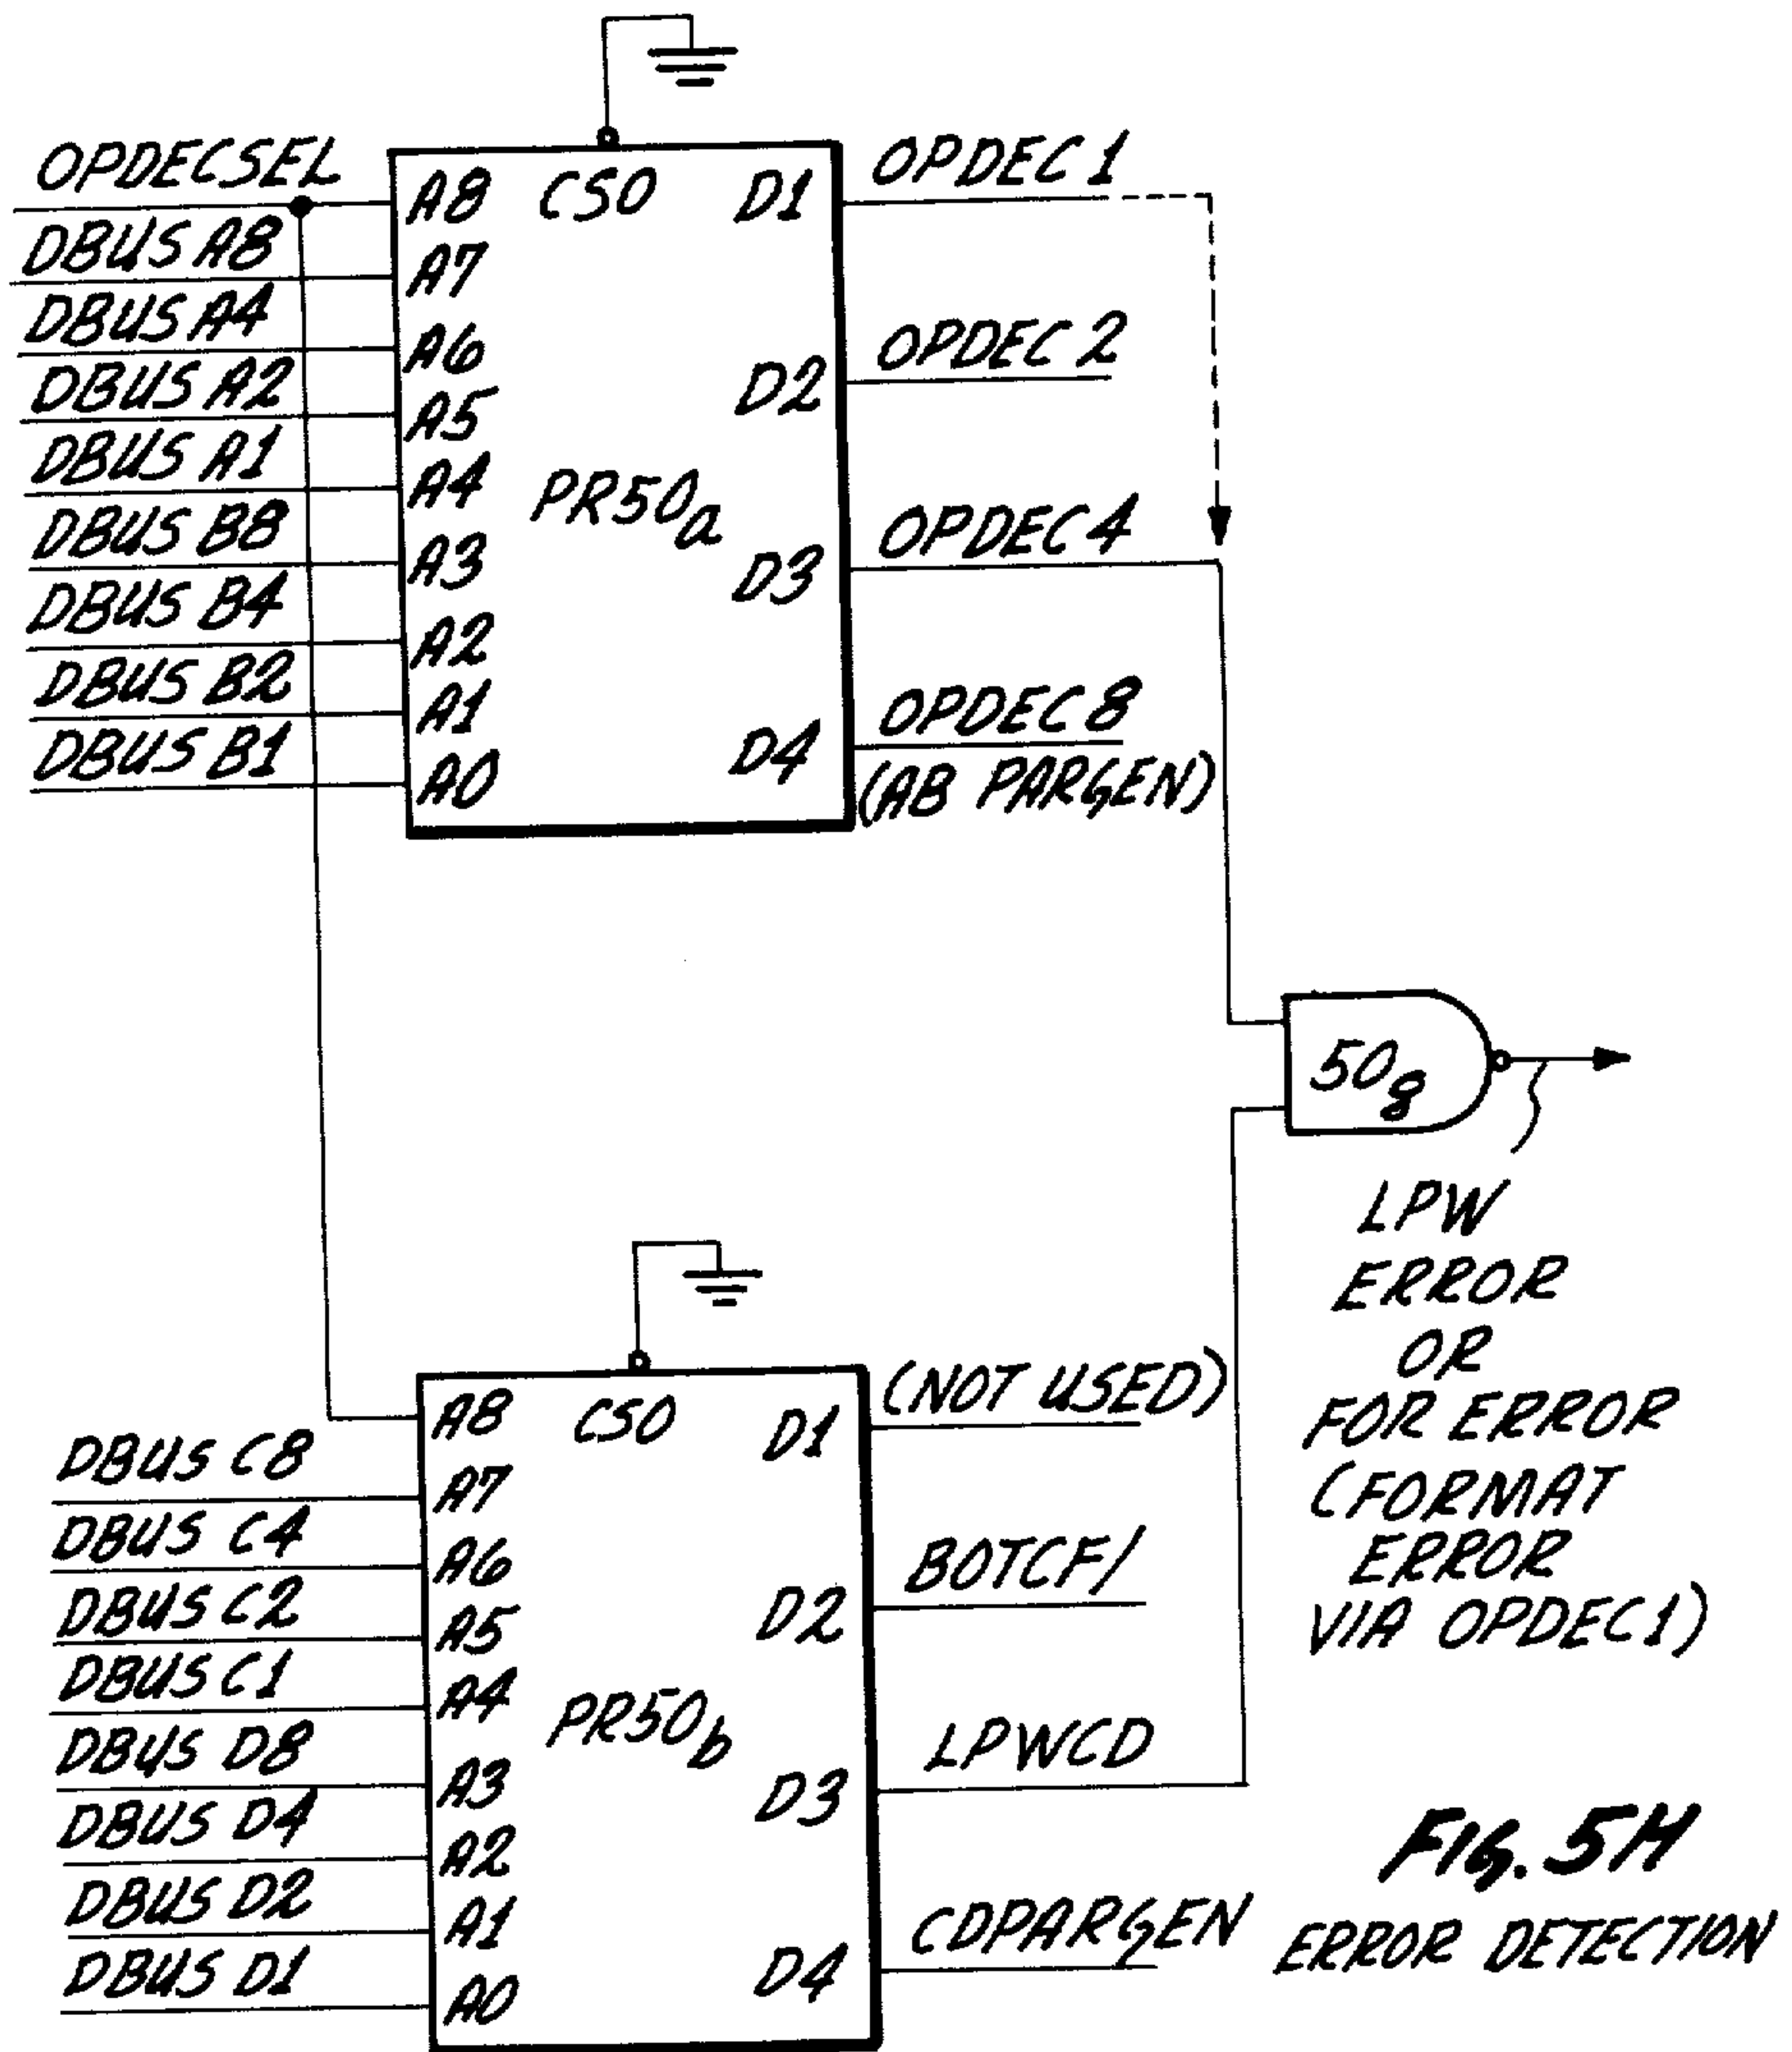 OPDECSEL
DBUS A8
DBUS A4
DBUS A2
DBUS A1
DBUS B8
DBUS B4
DBUS B2
DBUS B1
A8
A7
A6
A5
A4
A3
A2
A1
A0
CS0
PR50a
D1
D2
D3
D4
OPDEC 1
OPDEC 2
OPDEC 4
OPDEC 8
(AB PARGEN)
50g
LPW
ERROR
OR
FOR ERROR
(FORMAT
ERROR
VIA OPDEC1)
DBUS C8
DBUS C4
DBUS C2
DBUS C1
DBUS D8
DBUS D4
DBUS D2
DBUS D1
A8
A7
A6
A5
A4
A3
A2
A1
A0
CS0
PR50b
D1
D2
D3
D4
(NOT USED)
BOTCF/
LPWCD
CDPARGEN
FIG. 5H
ERROR DETECTION